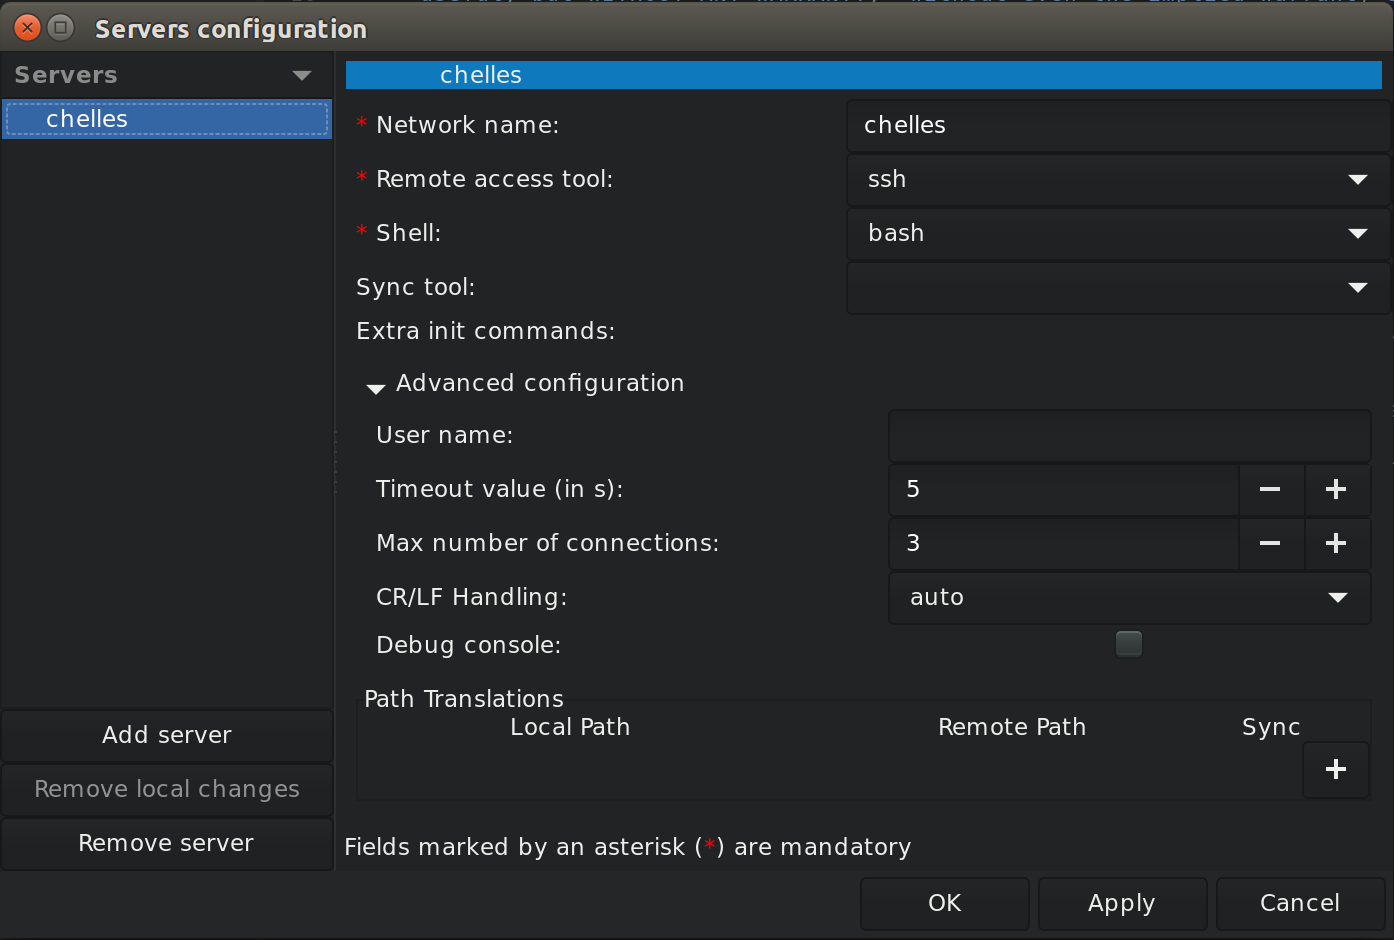 Servers configuration
Servers
chelles
Add server
Remove local changes
Remove server
chelles
* Network name: chelles
* Remote access tool: ssh
* Shell: bash
Sync tool:
Extra init commands:
Advanced configuration
User name:
Timeout value (in s): 5
Max number of connections: 3
CR/LF Handling: auto
Debug console:
Path Translations
Local Path Remote Path Sync
Fields marked by an asterisk (*) are mandatory
OK Apply Cancel